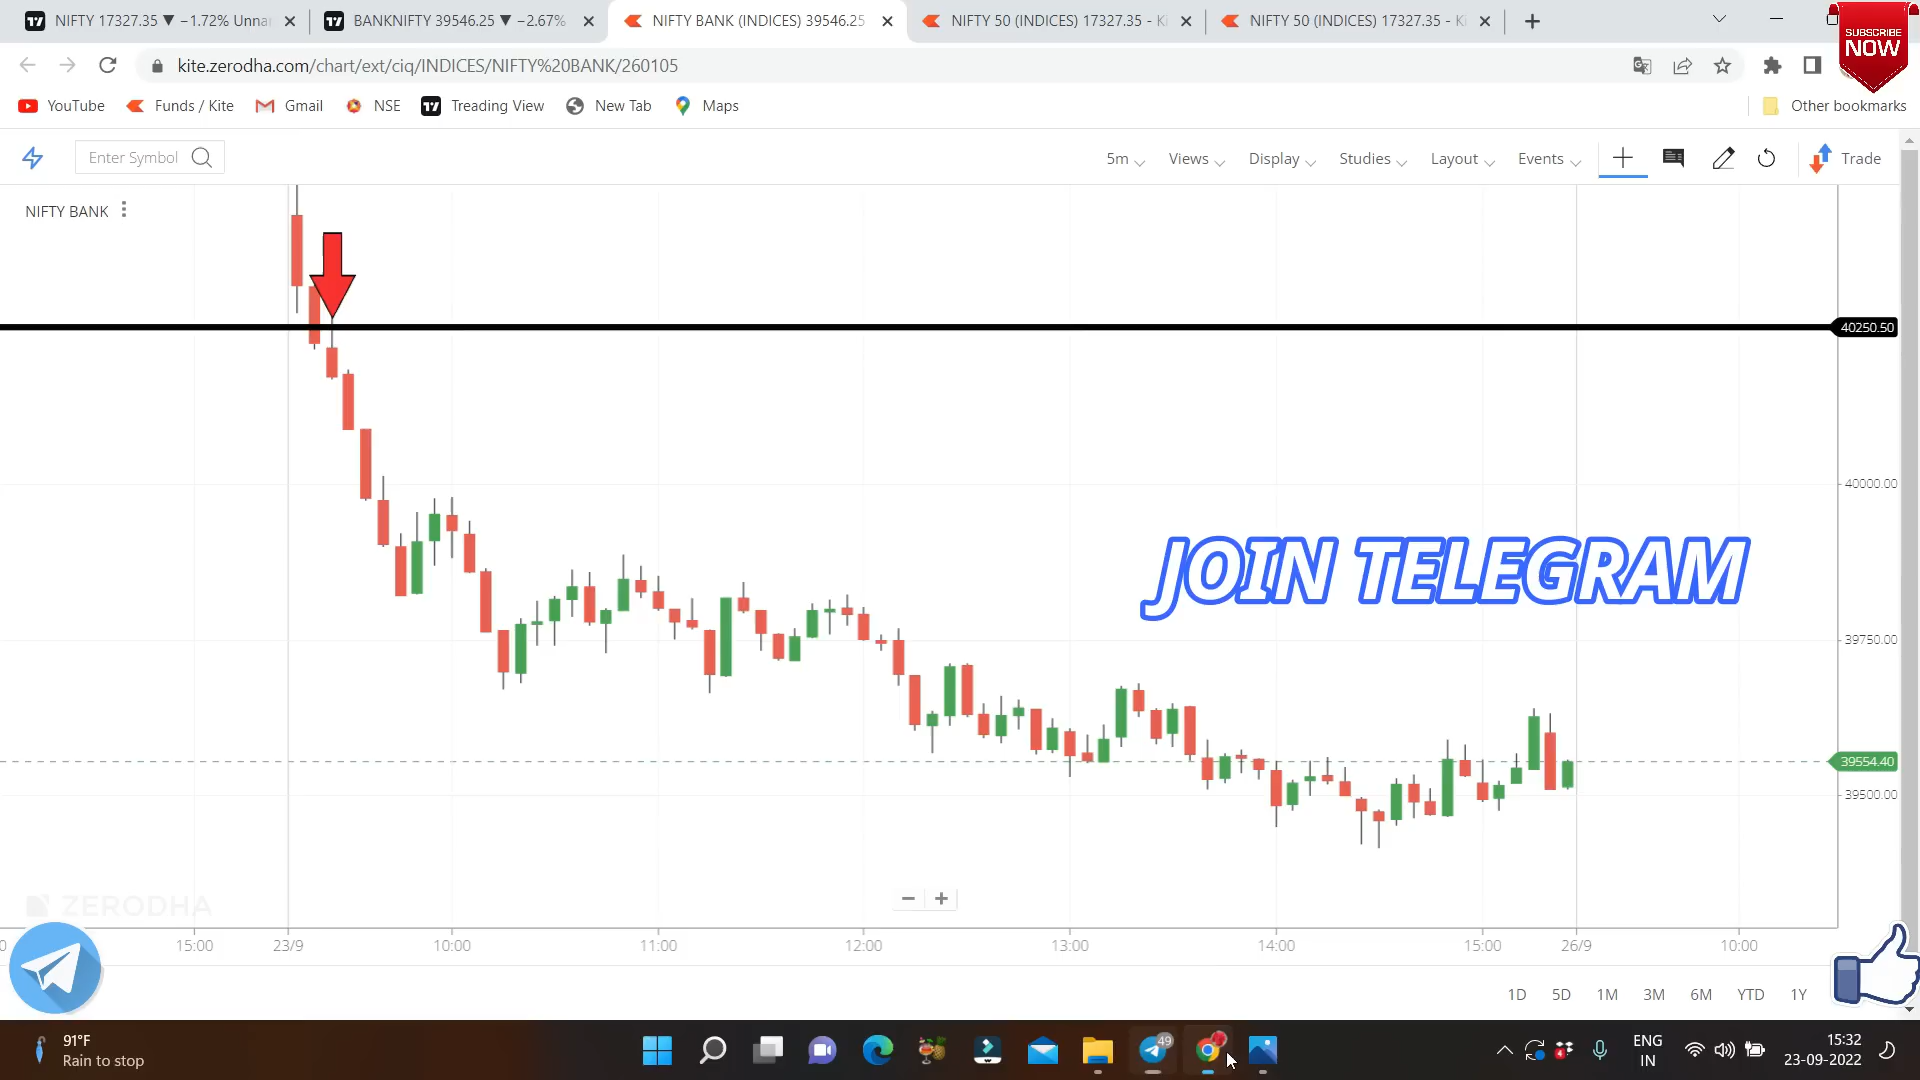 NIFTY 17327.35 ▼ −1.72% Unna
BANKNIFTY 39546.25 ▼ −2.67%
NIFTY BANK (INDICES) 39546.25
NIFTY 50 (INDICES) 17327.35 - Ki
NIFTY 50 (INDICES) 17327.35 - Ki
SUBSCRIBE
NOW
kite.zerodha.com/chart/ext/ciq/INDICES/NIFTY%20BANK/260105
YouTube
Funds / Kite
Gmail
NSE
Treading View
New Tab
Maps
Other bookmarks
Enter Symbol
5m
Views
Display
Studies
Layout
Events
Trade
NIFTY BANK
40250.50
40000.00
JOIN TELEGRAM
39750.00
39554.40
39500.00
ZERODHA
15:00
23/9
10:00
11:00
12:00
13:00
14:00
15:00
26/9
10:00
1D
5D
1M
3M
6M
YTD
1Y
91°F
Rain to stop
49
4
ENG
IN
15:32
23-09-2022